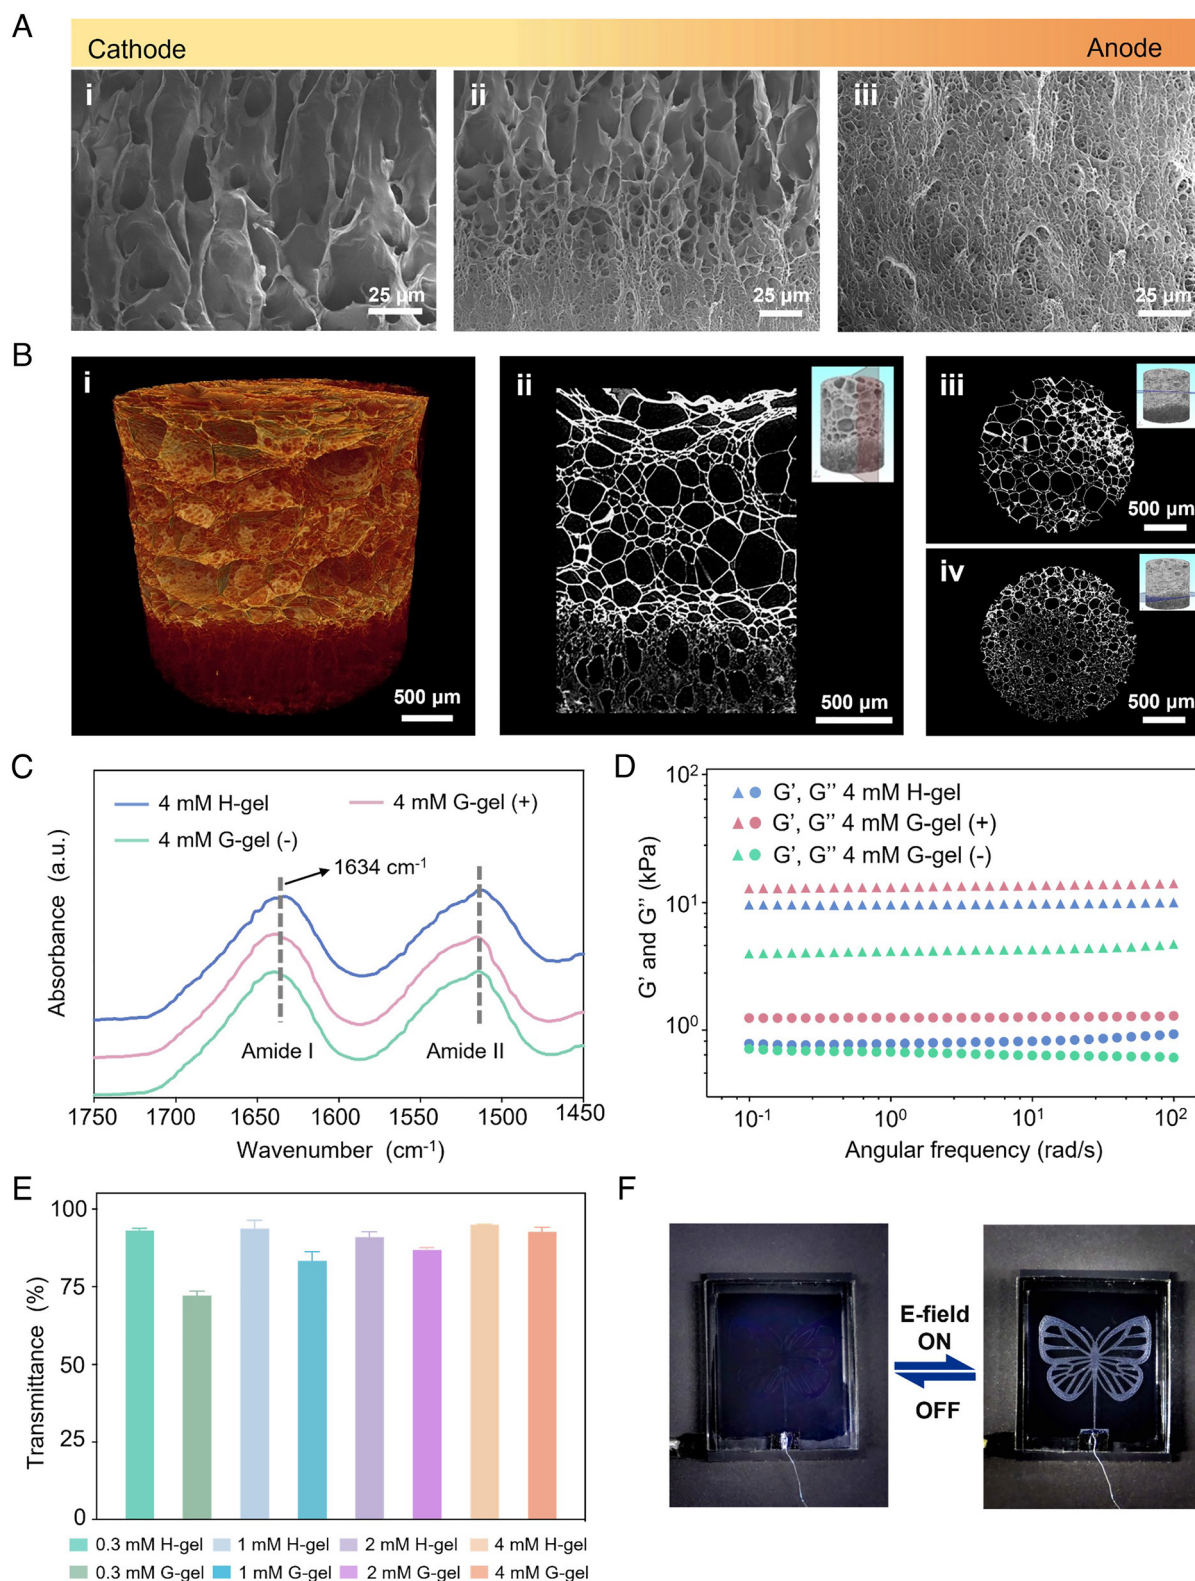 A
Cathode
Anode
i
ii
iii
25 μm
25 μm
25 μm
B
i
ii
iii
iv
500 μm
500 μm
500 μm
500 μm
C
4 mM H-gel
4 mM G-gel (+)
4 mM G-gel (-)
1634 cm⁻¹
Absorbance (a.u.)
Amide I
Amide II
1750
1700
1650
1600
1550
1500
1450
Wavenumber (cm⁻¹)
D
G' and G'' (kPa)
10²
10¹
10⁰
G', G'' 4 mM H-gel
G', G'' 4 mM G-gel (+)
G', G'' 4 mM G-gel (-)
10⁻¹
10⁰
10¹
10²
Angular frequency (rad/s)
E
Transmittance (%)
100
75
50
25
0
0.3 mM H-gel
1 mM H-gel
2 mM H-gel
4 mM H-gel
0.3 mM G-gel
1 mM G-gel
2 mM G-gel
4 mM G-gel
F
E-field
ON
OFF